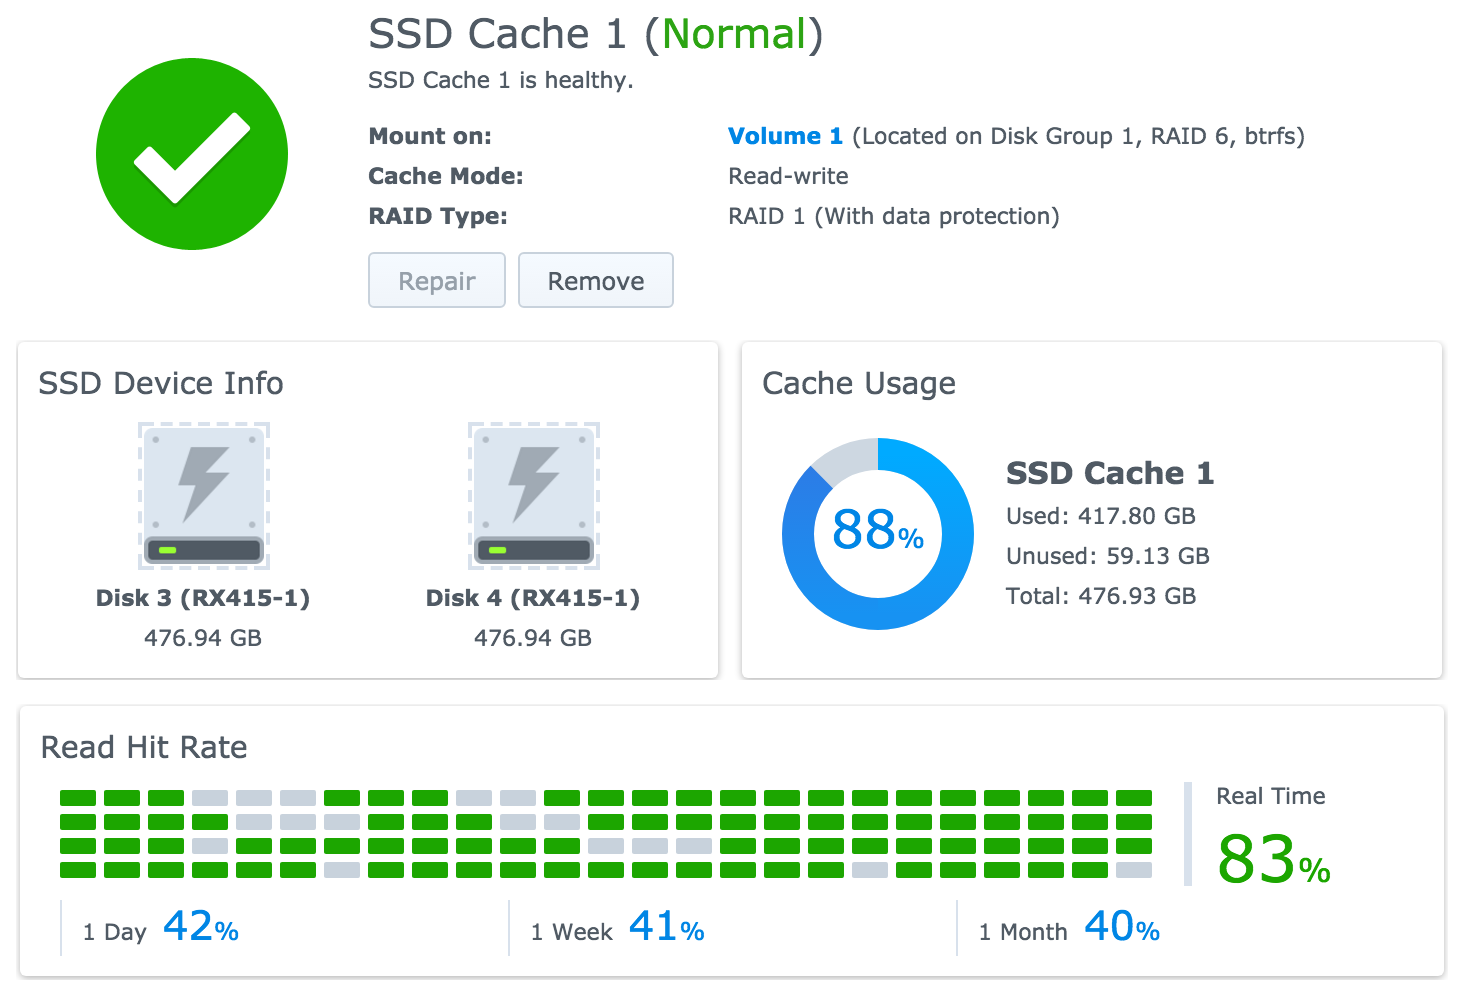 SSD Cache 1 (Normal)
SSD Cache 1 is healthy.
Mount on: Volume 1 (Located on Disk Group 1, RAID 6, btrfs)
Cache Mode: Read-write
RAID Type: RAID 1 (With data protection)
Repair Remove
SSD Device Info
Disk 3 (RX415-1) Disk 4 (RX415-1)
476.94 GB 476.94 GB
Cache Usage
88%
SSD Cache 1
Used: 417.80 GB
Unused: 59.13 GB
Total: 476.93 GB
Read Hit Rate
Real Time
83%
1 Day 42% 1 Week 41% 1 Month 40%